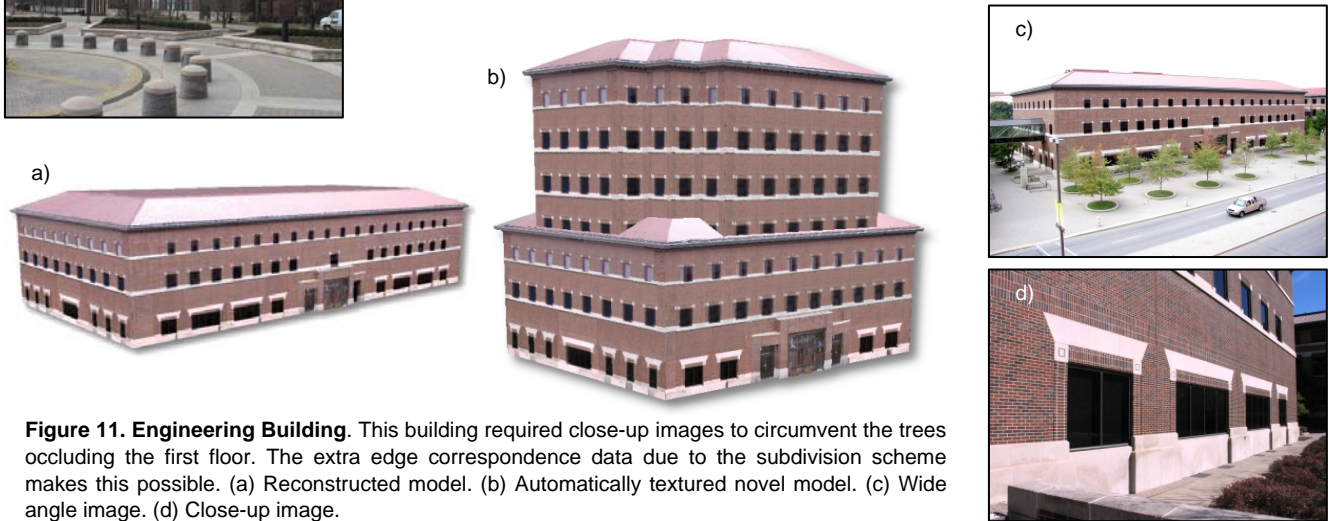 c)
b)
a)
d)
Figure 11. Engineering Building. This building required close-up images to circumvent the trees
occluding the first floor. The extra edge correspondence data due to the subdivision scheme
makes this possible. (a) Reconstructed model. (b) Automatically textured novel model. (c) Wide
angle image. (d) Close-up image.